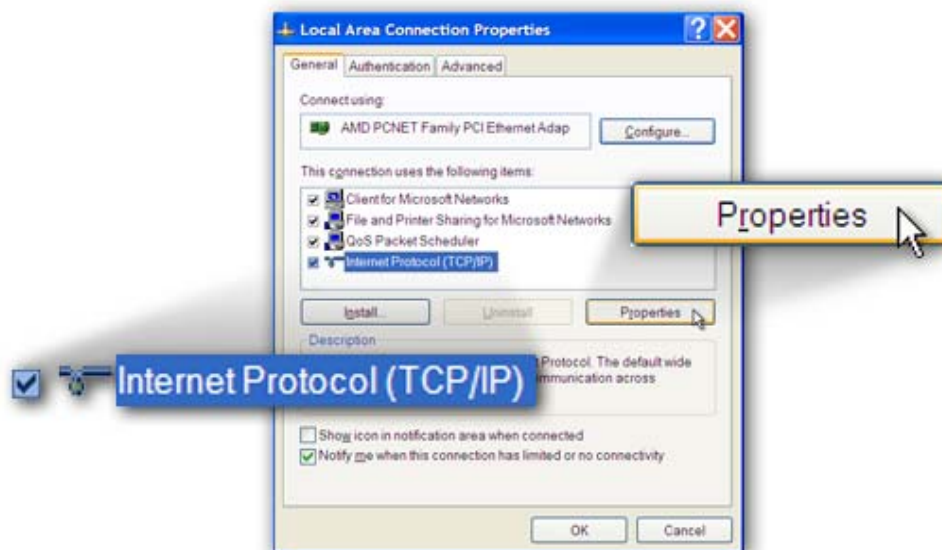 Local Area Connection Properties
General Authentication Advanced
Connect using:
AMD PCNET Family PCI Ethernet Adap
Configure...
This connection uses the following items:
Client for Microsoft Networks
File and Printer Sharing for Microsoft Networks
QoS Packet Scheduler
Internet Protocol (TCP/IP)
Properties
Install... Uninstall Properties
Description
Protocol. The default wide
communication across
Internet Protocol (TCP/IP)
Show icon in notification area when connected
Notify me when this connection has limited or no connectivity
OK Cancel